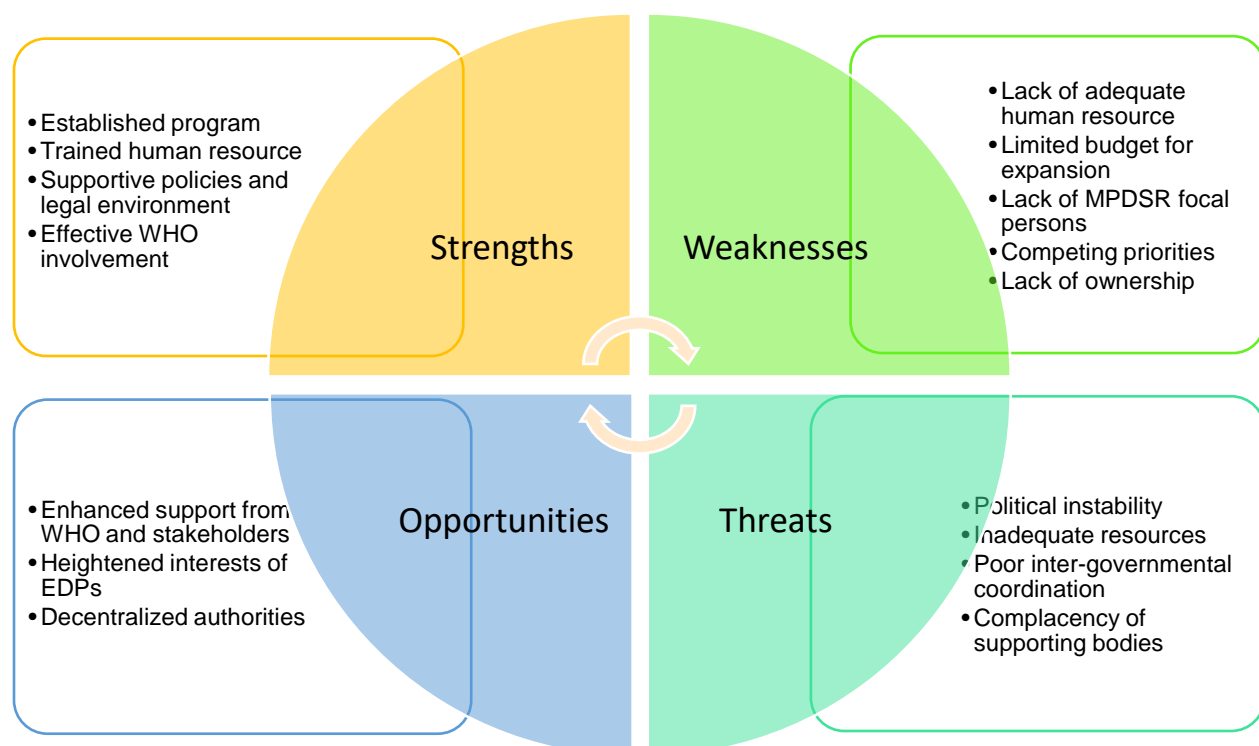 Strengths
• Established program
• Trained human resource
• Supportive policies and
legal environment
• Effective WHO
involvement
Weaknesses
• Lack of adequate
human resource
• Limited budget for
expansion
• Lack of MPDSR focal
persons
• Competing priorities
• Lack of ownership
Opportunities
• Enhanced support from
WHO and stakeholders
• Heightened interests of
EDPs
• Decentralized authorities
Threats
• Political instability
• Inadequate resources
• Poor inter-governmental
coordination
• Complacency of
supporting bodies